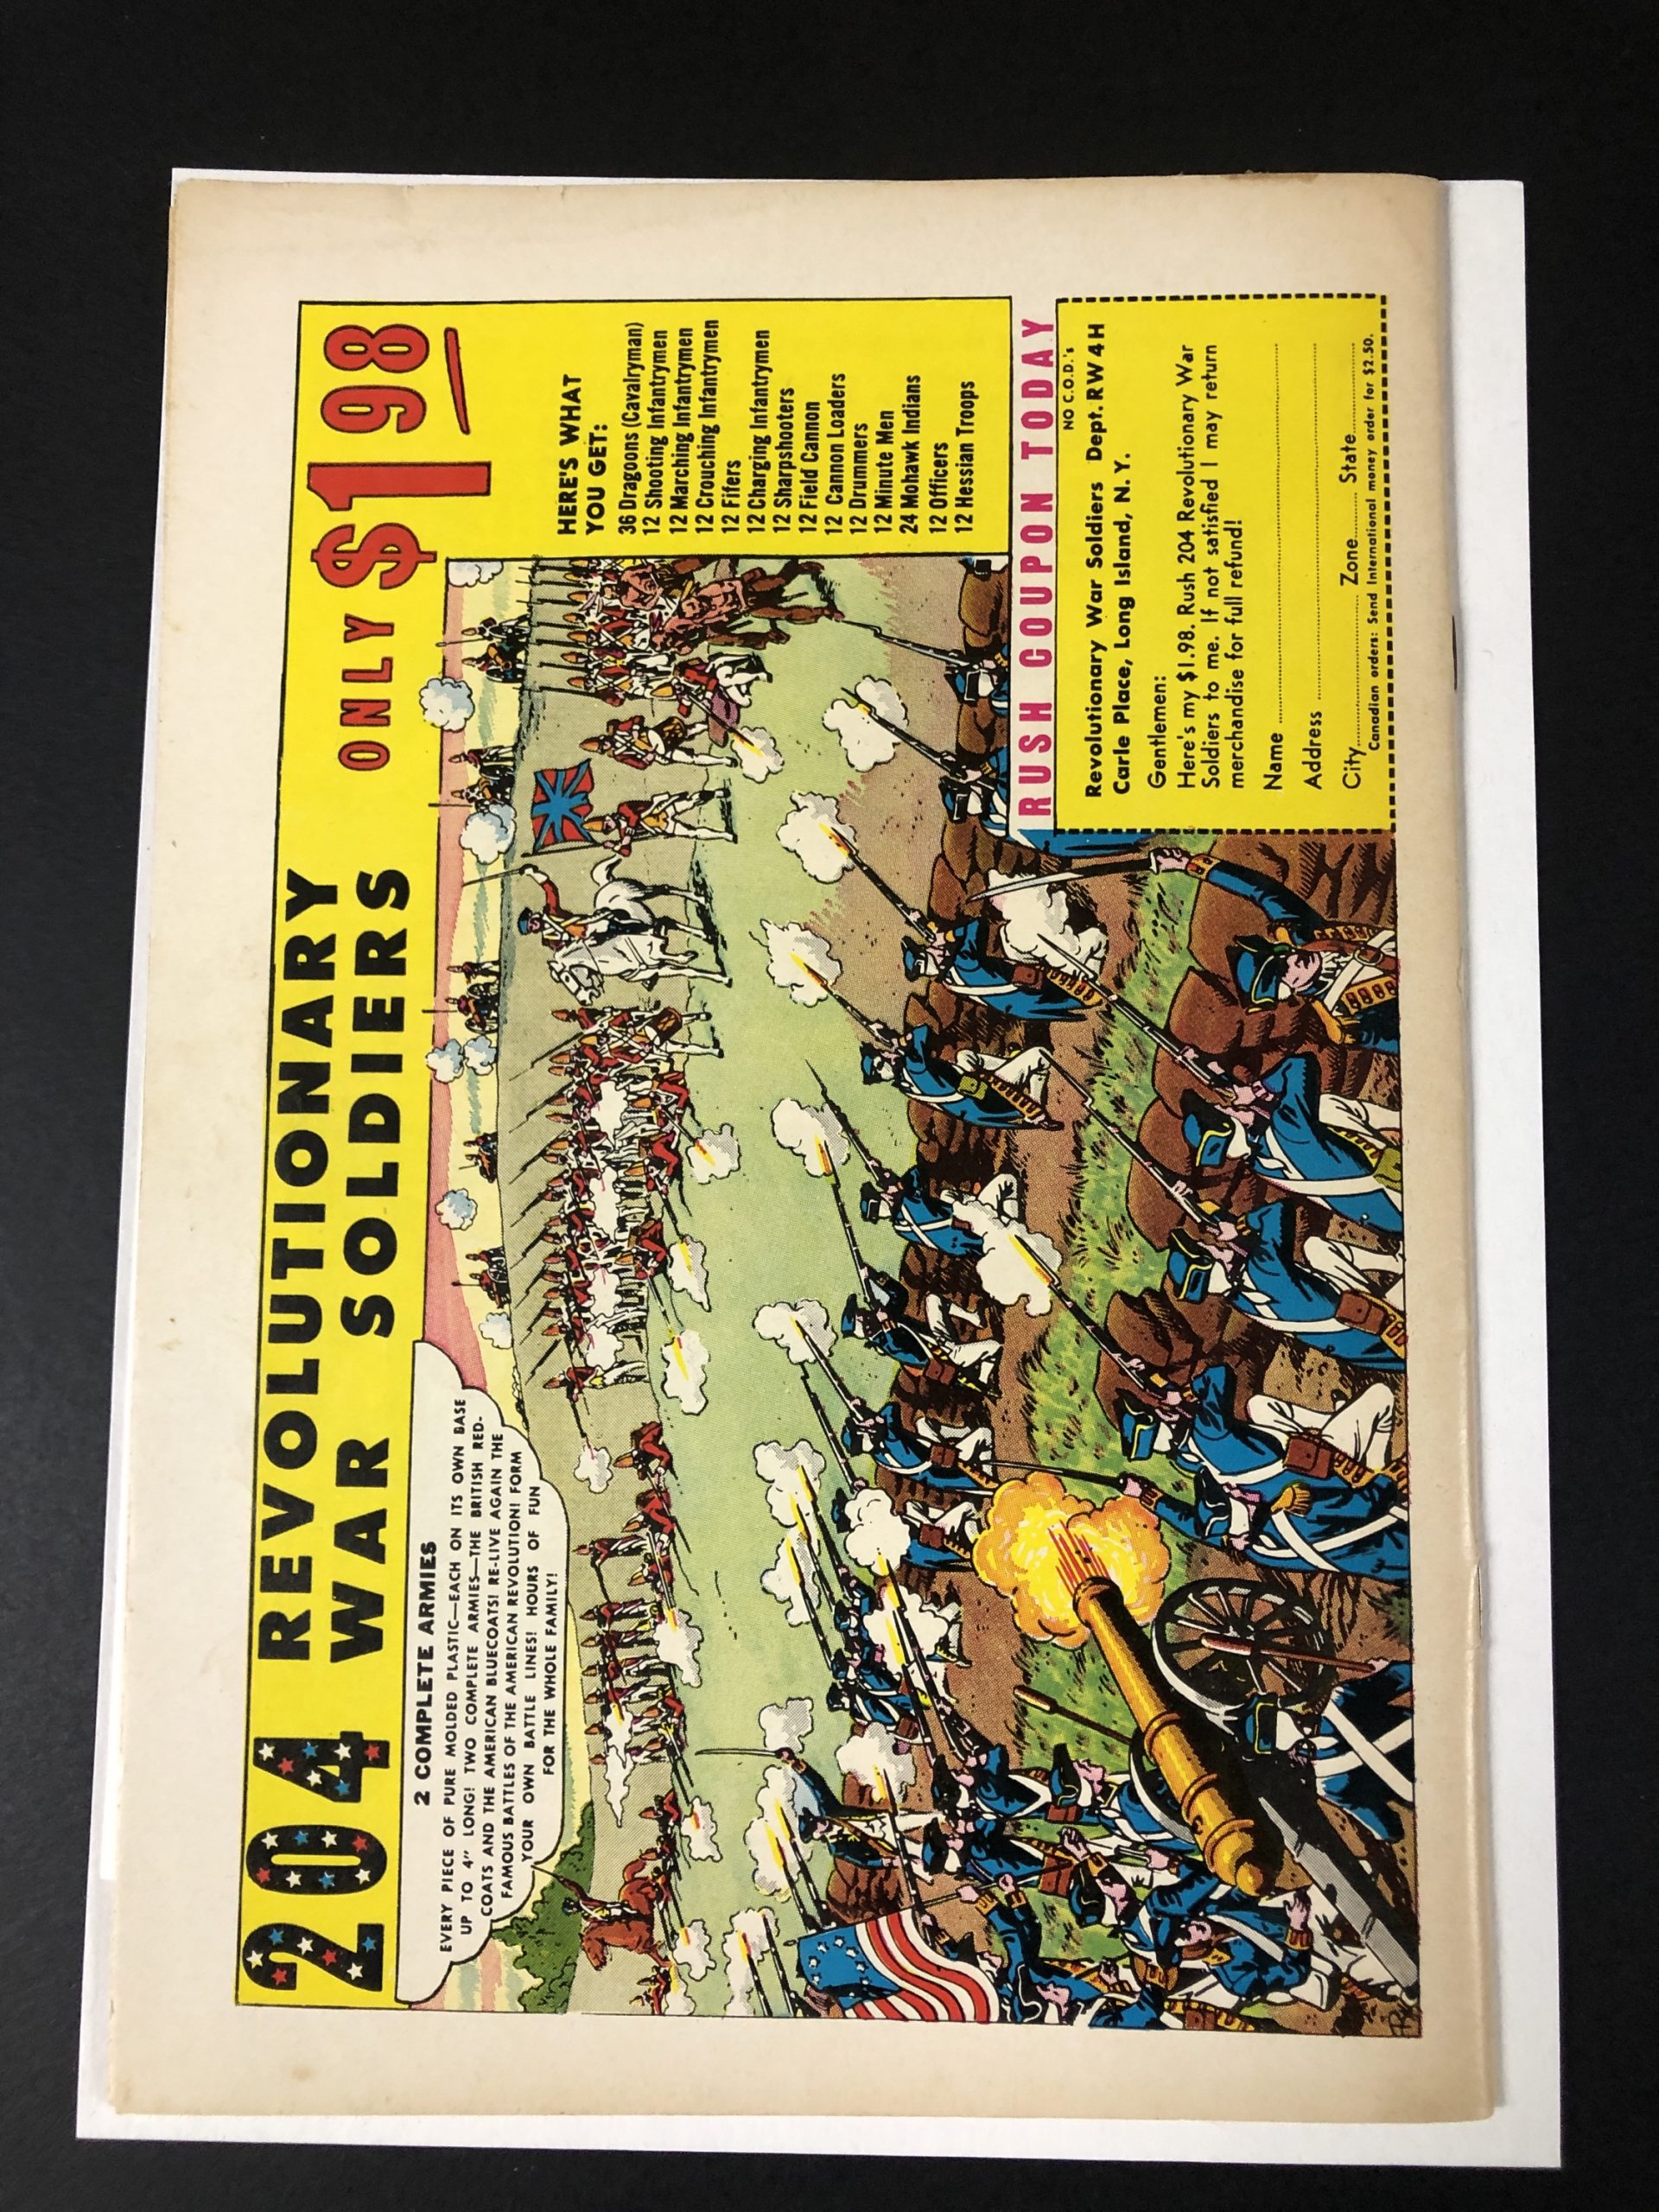 204 REVOLUTIONARY
WAR SOLDIERS
ONLY $1 98
2 COMPLETE ARMIES
EVERY PIECE OF PURE MOLDED PLASTIC—EACH ON ITS OWN BASE
UP TO 4" LONG! TWO COMPLETE ARMIES—THE BRITISH RED-
COATS AND THE AMERICAN BLUECOATS! RE-LIVE AGAIN THE
FAMOUS BATTLES OF THE AMERICAN REVOLUTION! FORM
YOUR OWN BATTLE LINES! HOURS OF FUN
FOR THE WHOLE FAMILY!
HERE'S WHAT
YOU GET:
36 Dragoons (Cavalryman)
12 Shooting Infantrymen
12 Marching Infantrymen
12 Crouching Infantrymen
12 Fifers
12 Charging Infantrymen
12 Sharpshooters
12 Field Cannon
12 Cannon Loaders
12 Drummers
12 Minute Men
24 Mohawk Indians
12 Officers
12 Hessian Troops
RUSH COUPON TODAY
NO C.O.D.'s
Revolutionary War Soldiers Dept. RW 4 H
Carle Place, Long Island, N. Y.
Gentlemen:
Here's my $1.98. Rush 204 Revolutionary War
Soldiers to me. If not satisfied I may return
merchandise for full refund!
Name
Address
City Zone State
Canadian orders: Send International money order for $2.50.